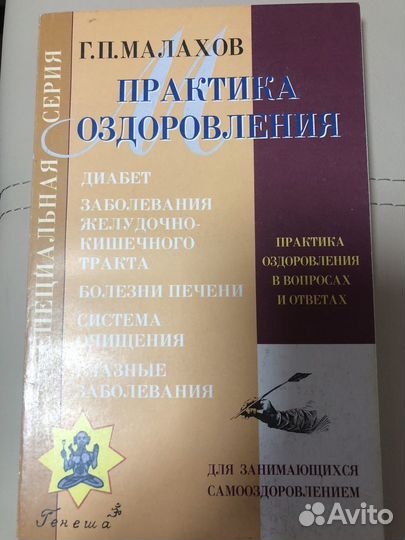 СПЕЦИАЛЬНАЯ СЕРИЯ
Г.П.МАЛАХОВ
ПРАКТИКА
ОЗДОРОВЛЕНИЯ
ДИАБЕТ
ЗАБОЛЕВАНИЯ
ЖЕЛУДОЧНО-
КИШЕЧНОГО
ТРАКТА
БОЛЕЗНИ ПЕЧЕНИ
СИСТЕМА
ОЧИЩЕНИЯ
ГЛАЗНЫЕ
ЗАБОЛЕВАНИЯ
ПРАКТИКА
ОЗДОРОВЛЕНИЯ
В ВОПРОСАХ
И ОТВЕТАХ
ДЛЯ ЗАНИМАЮЩИХСЯ
САМООЗДОРОВЛЕНИЕМ
Генеша
Avito